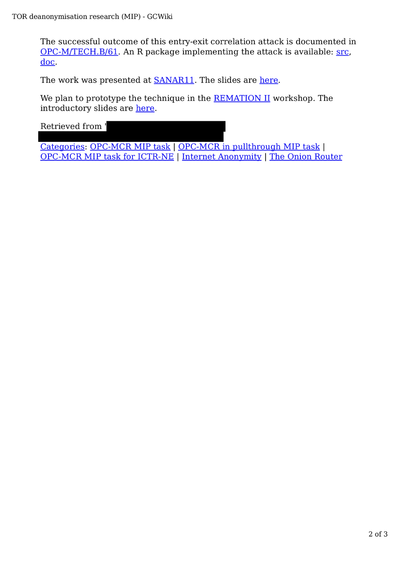 TOR deanonymisation research (MIP) - GCWiki
The successful outcome of this entry-exit correlation attack is documented in
OPC-M/TECH.B/61. An R package implementing the attack is available: src,
doc.
The work was presented at SANAR11. The slides are here.
We plan to prototype the technique in the REMATION II workshop. The
introductory slides are here.
Retrieved from "
Categories: OPC-MCR MIP task | OPC-MCR in pullthrough MIP task |
OPC-MCR MIP task for ICTR-NE | Internet Anonymity | The Onion Router
2 of 3